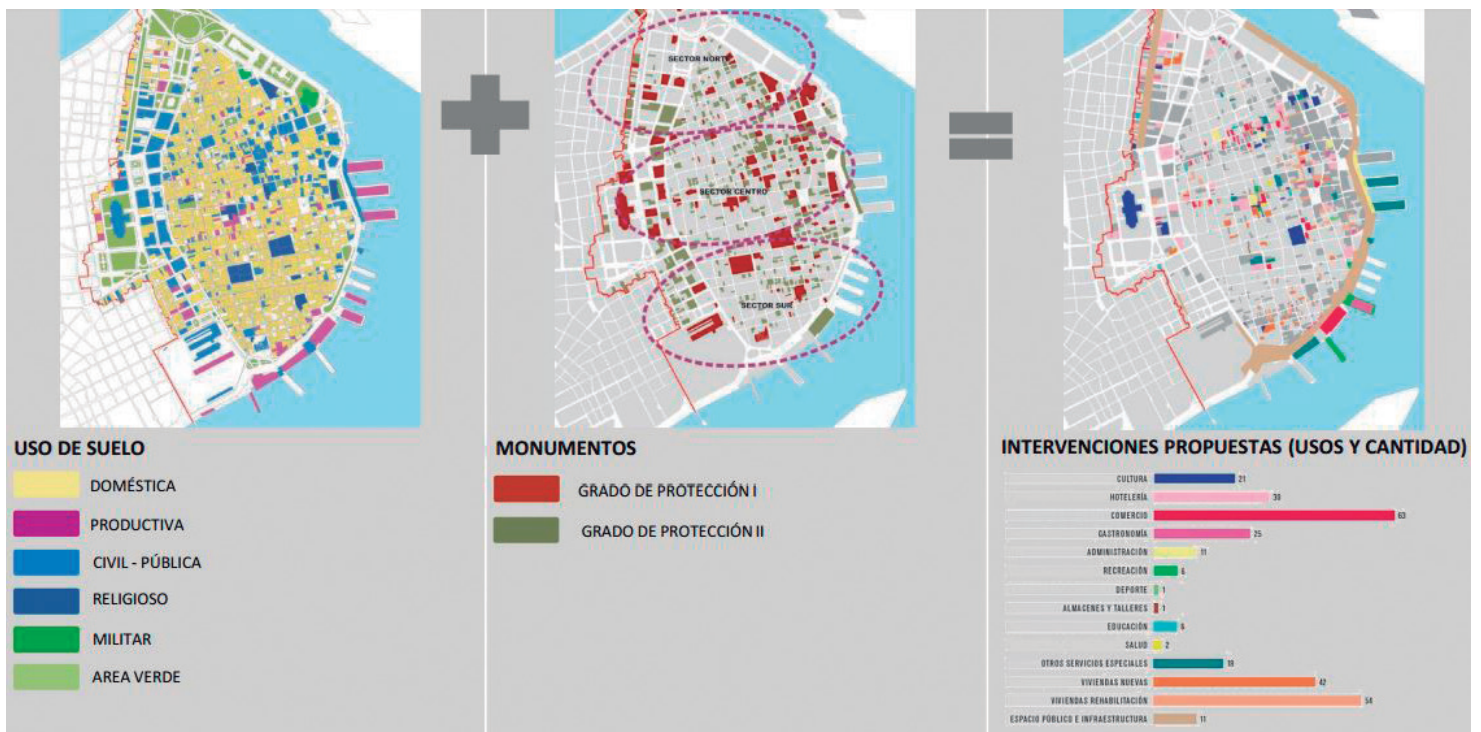 SECTOR NORTE
SECTOR CENTRO
SECTOR SUR
USO DE SUELO
DOMÉSTICA
PRODUCTIVA
CIVIL - PÚBLICA
RELIGIOSO
MILITAR
AREA VERDE
MONUMENTOS
GRADO DE PROTECCIÓN I
GRADO DE PROTECCIÓN II
INTERVENCIONES PROPUESTAS (USOS Y CANTIDAD)
CULTURA 21
HOTELERÍA 30
COMERCIO 63
GASTRONOMÍA 25
ADMINISTRACIÓN 11
RECREACIÓN 6
DEPORTE 1
ALMACENES Y TALLERES 1
EDUCACIÓN 6
SALUD 2
OTROS SERVICIOS ESPECIALES 18
VIVIENDAS NUEVAS 42
VIVIENDAS REHABILITACIÓN 54
ESPACIO PÚBLICO E INFRAESTRUCTURA 11